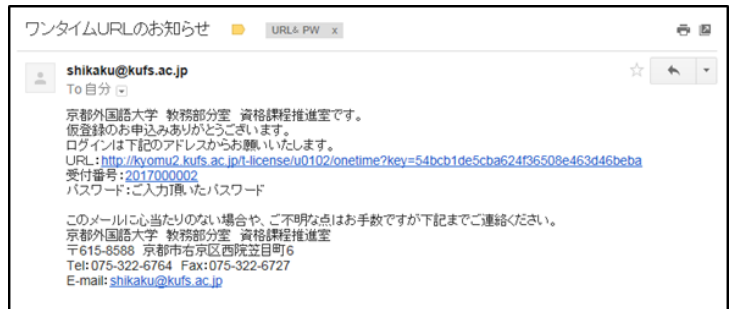 ワンタイムURLのお知らせ URL& PW x
shikaku@kufs.ac.jp
To 自分
京都外国語大学 教務部分室 資格課程推進室です。
仮登録のお申込みありがとうございます。
ログインは下記のアドレスからお願いいたします。
URL:http://kyomu2.kufs.ac.jp/t-license/u0102/onetime?key=54bcb1de5cba624f36508e463d46beba
受付番号:2017000002
パスワード:ご入力頂いたパスワード
このメールに心当たりのない場合や、ご不明な点はお手数ですが下記までご連絡ください。
京都外国語大学 教務部分室 資格課程推進室
〒615-8588 京都市右京区西院笠目町6
Tel:075-322-6764 Fax:075-322-6727
E-mail:shikaku@kufs.ac.jp